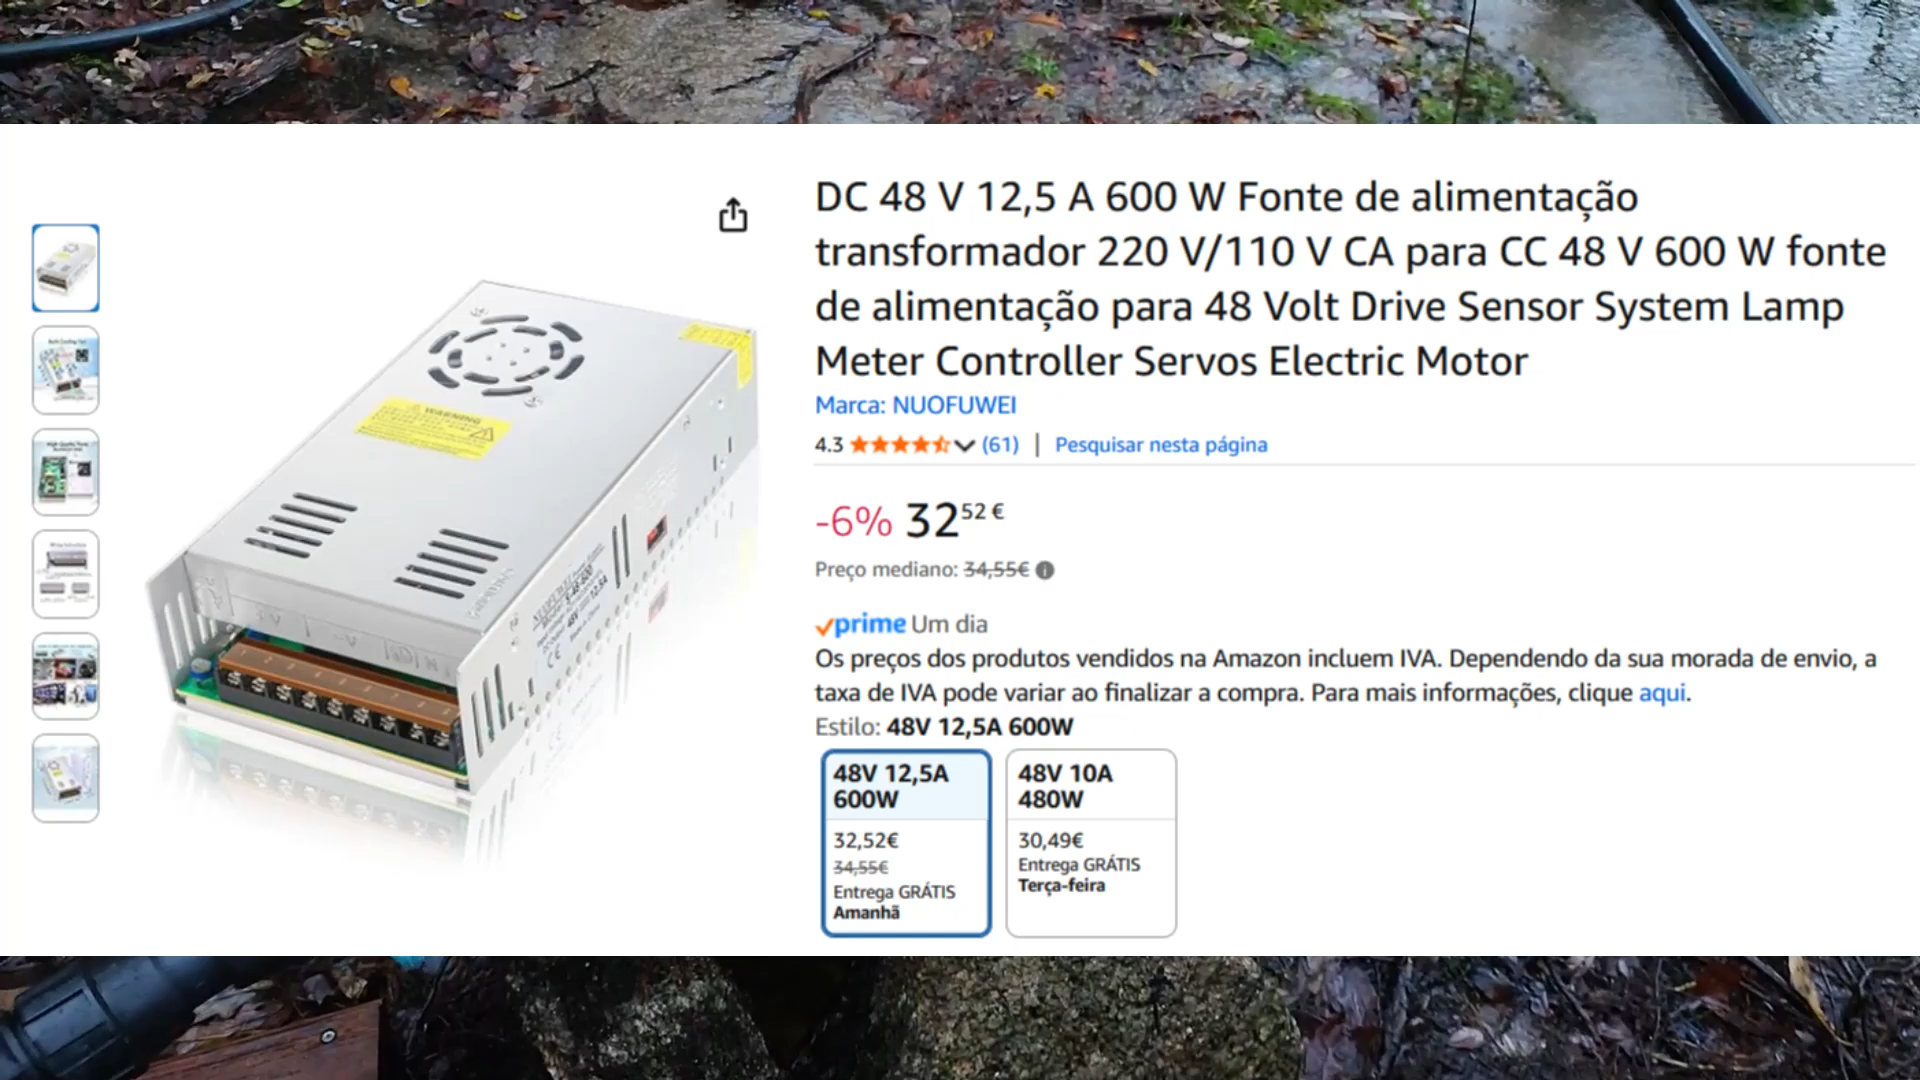 DC 48 V 12,5 A 600 W Fonte de alimentação
transformador 220 V/110 V CA para CC 48 V 600 W fonte
de alimentação para 48 Volt Drive Sensor System Lamp
Meter Controller Servos Electric Motor
Marca: NUOFUWEI
4.3 (61) | Pesquisar nesta página
-6% 32 52 €
Preço mediano: 34,55€
prime Um dia
Os preços dos produtos vendidos na Amazon incluem IVA. Dependendo da sua morada de envio, a
taxa de IVA pode variar ao finalizar a compra. Para mais informações, clique aqui.
Estilo: 48V 12,5A 600W
48V 12,5A
600W
32,52€
34,55€
Entrega GRÁTIS
Amanhã
48V 10A
480W
30,49€
Entrega GRÁTIS
Terça-feira
WARNING